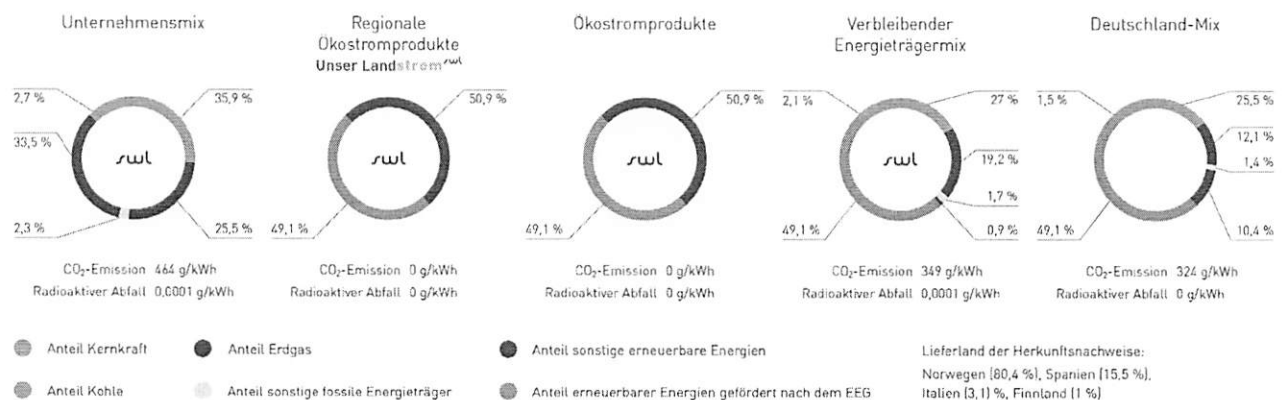 Unternehmensmix
Regionale
Ökostromprodukte
Unser Landstrom swl
Ökostromprodukte
Verbleibender
Energieträgermix
Deutschland-Mix
2,7 %
35,9 %
33,5 %
swl
2,3 %
25,5 %
50,9 %
swl
49,1 %
50,9 %
swl
49,1 %
2,1 %
27 %
swl
19,2 %
1,7 %
49,1 %
0,9 %
1,5 %
25,5 %
12,1 %
1,4 %
49,1 %
10,4 %
CO₂-Emission 464 g/kWh
Radioaktiver Abfall 0,0001 g/kWh
CO₂-Emission 0 g/kWh
Radioaktiver Abfall 0 g/kWh
CO₂-Emission 0 g/kWh
Radioaktiver Abfall 0 g/kWh
CO₂-Emission 349 g/kWh
Radioaktiver Abfall 0,0001 g/kWh
CO₂-Emission 324 g/kWh
Radioaktiver Abfall 0 g/kWh
Anteil Kernkraft
Anteil Erdgas
Anteil sonstige erneuerbare Energien
Anteil Kohle
Anteil sonstige fossile Energieträger
Anteil erneuerbarer Energien gefördert nach dem EEG
Lieferland der Herkunftsnachweise:
Norwegen (80,4 %), Spanien (15,5 %),
Italien (3,1) %, Finnland (1 %)